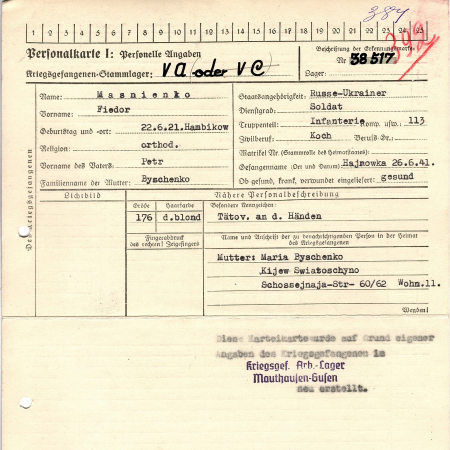 384
1 2 3 4 5 6 7 8 9 10 11 12 13 14 15 16 17 18 19 20 21 22 23 24 25
Personalkarte I: Personelle Angaben
Beschriftung der Erkennungsmarke
Nr 38 517
Kriegsgefangenen-Stammlager: V A (oder V C)
Lager:
Des Kriegsgefangenen
Name: Masnienko
Vorname: Fiedor
Geburtstag und -ort: 22.6.21. Hambikow
Religion: orthod.
Vorname des Vaters: Petr
Familienname der Mutter: Byschenko
Staatsangehörigkeit: Russe-Ukrainer
Dienstgrad: Soldat
Truppenteil: Infanterie Komp. usw.: 113
Zivilberuf: Koch Berufs-Gr.:
Matrikel Nr. (Stammrolle des Heimatstaates):
Gefangennahme (Ort und Datum): Hajnowka 26.6.41.
Ob gesund, krank, verwundet eingeliefert: gesund
Lichtbild
Nähere Personalbeschreibung
Größe Haarfarbe Besondere Kennzeichen:
176 d.blond Tätov. an d. Händen
Fingerabdruck
des rechten! Zeigefingers
Name und Anschrift der zu benachrichtigenden Person in der Heimat
des Kriegsgefangenen
Mutter: Maria Byschenko
Kijew Swiatoschyno
Schossejnaja-Str- 60/62 Wohn.11.
Wenden!
Diese Karteikarte wurde auf Grund eigener
Angaben des Kriegsgefangenen im
Kriegsgef. Arb.-Lager
Mauthausen-Gusen
neu erstellt.